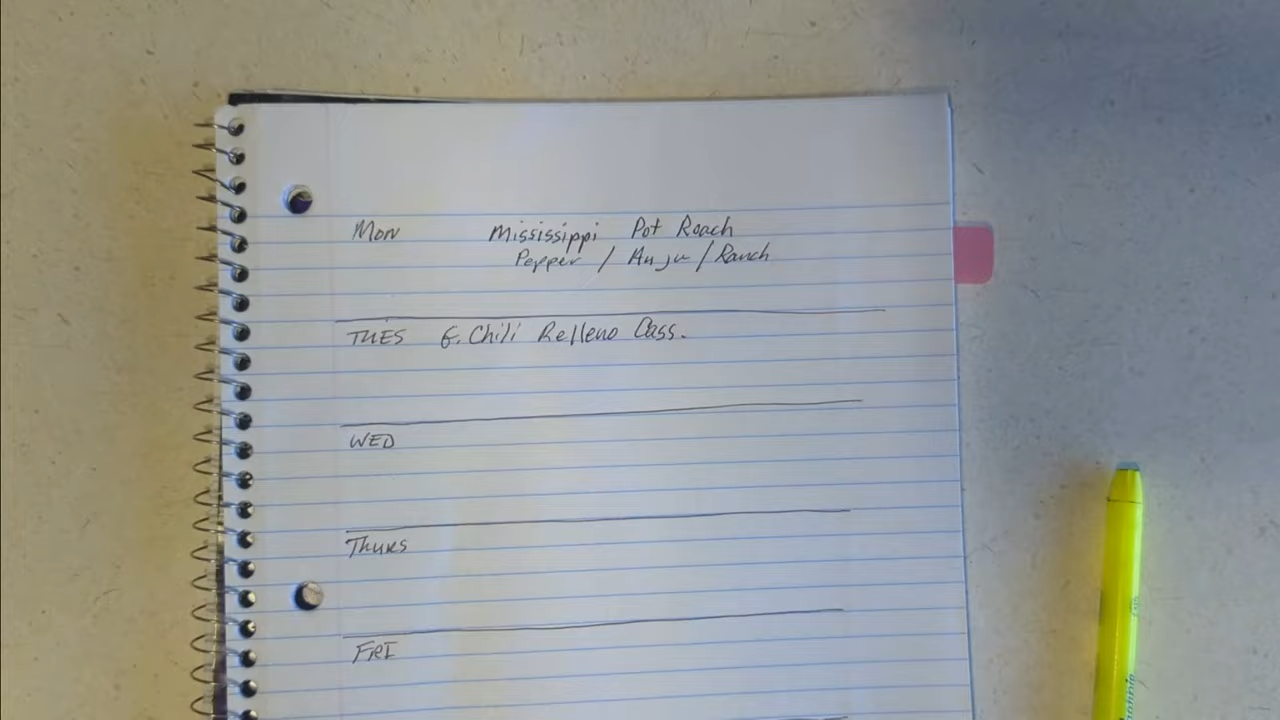 Mon Mississippi Pot Roach
Pepper / Au ju / Ranch
TUES G. Chili Relleno Cass.
WED
Thurs
FRI